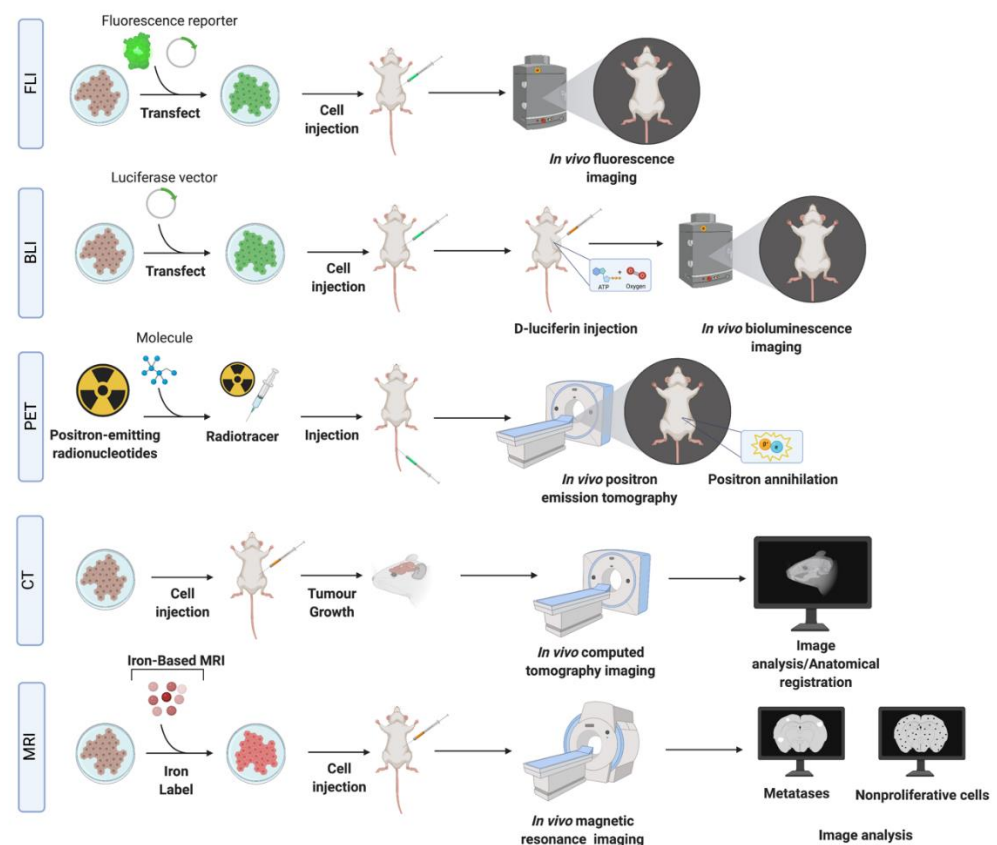 FLI
Fluorescence reporter
Transfect
Cell
injection
In vivo fluorescence
imaging
BLI
Luciferase vector
Transfect
Cell
injection
ATP
+
Oxygen
D-luciferin injection
In vivo bioluminescence
imaging
PET
Molecule
Positron-emitting
radionucleotides
Radiotracer
Injection
In vivo positron
emission tomography
Positron annihilation
CT
Cell
injection
Tumour
Growth
In vivo computed
tomography imaging
Image
analysis/Anatomical
registration
MRI
Iron-Based MRI
Iron
Label
Cell
injection
In vivo magnetic
resonance imaging
Metatases
Nonproliferative cells
Image analysis